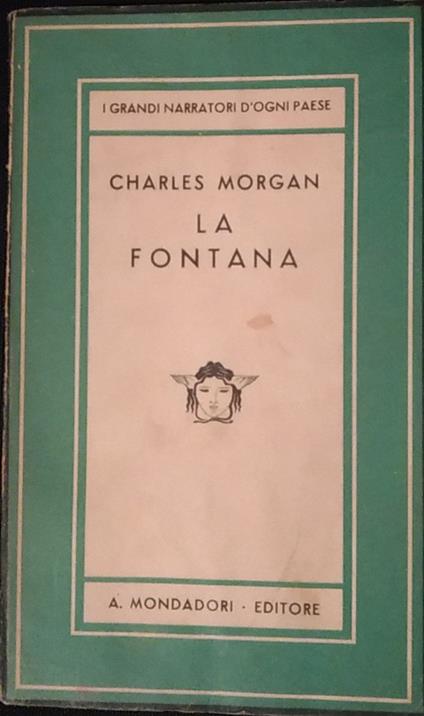 I GRANDI NARRATORI D'OGNI PAESE
CHARLES MORGAN
LA
FONTANA
A. MONDADORI · EDITORE